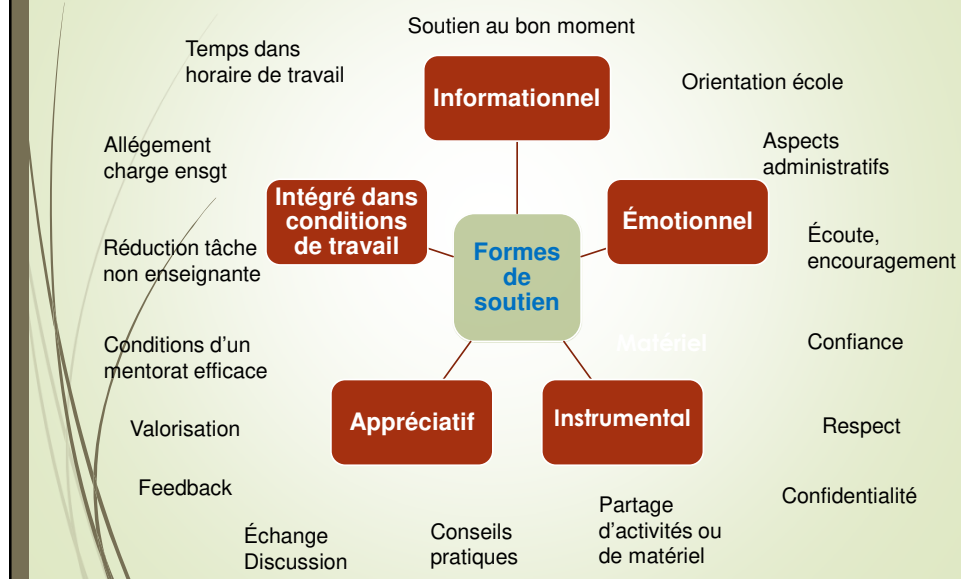 Soutien au bon moment
Temps dans
horaire de travail
Informationnel
Orientation école
Allégement
charge ensgt
Aspects
administratifs
Intégré dans
conditions
de travail
Émotionnel
Formes
de
soutien
Réduction tâche
non enseignante
Écoute,
encouragement
Matériel
Conditions d'un
mentorat efficace
Confiance
Appréciatif
Instrumental
Valorisation
Respect
Feedback
Confidentialité
Échange
Discussion
Conseils
pratiques
Partage
d'activités ou
de matériel